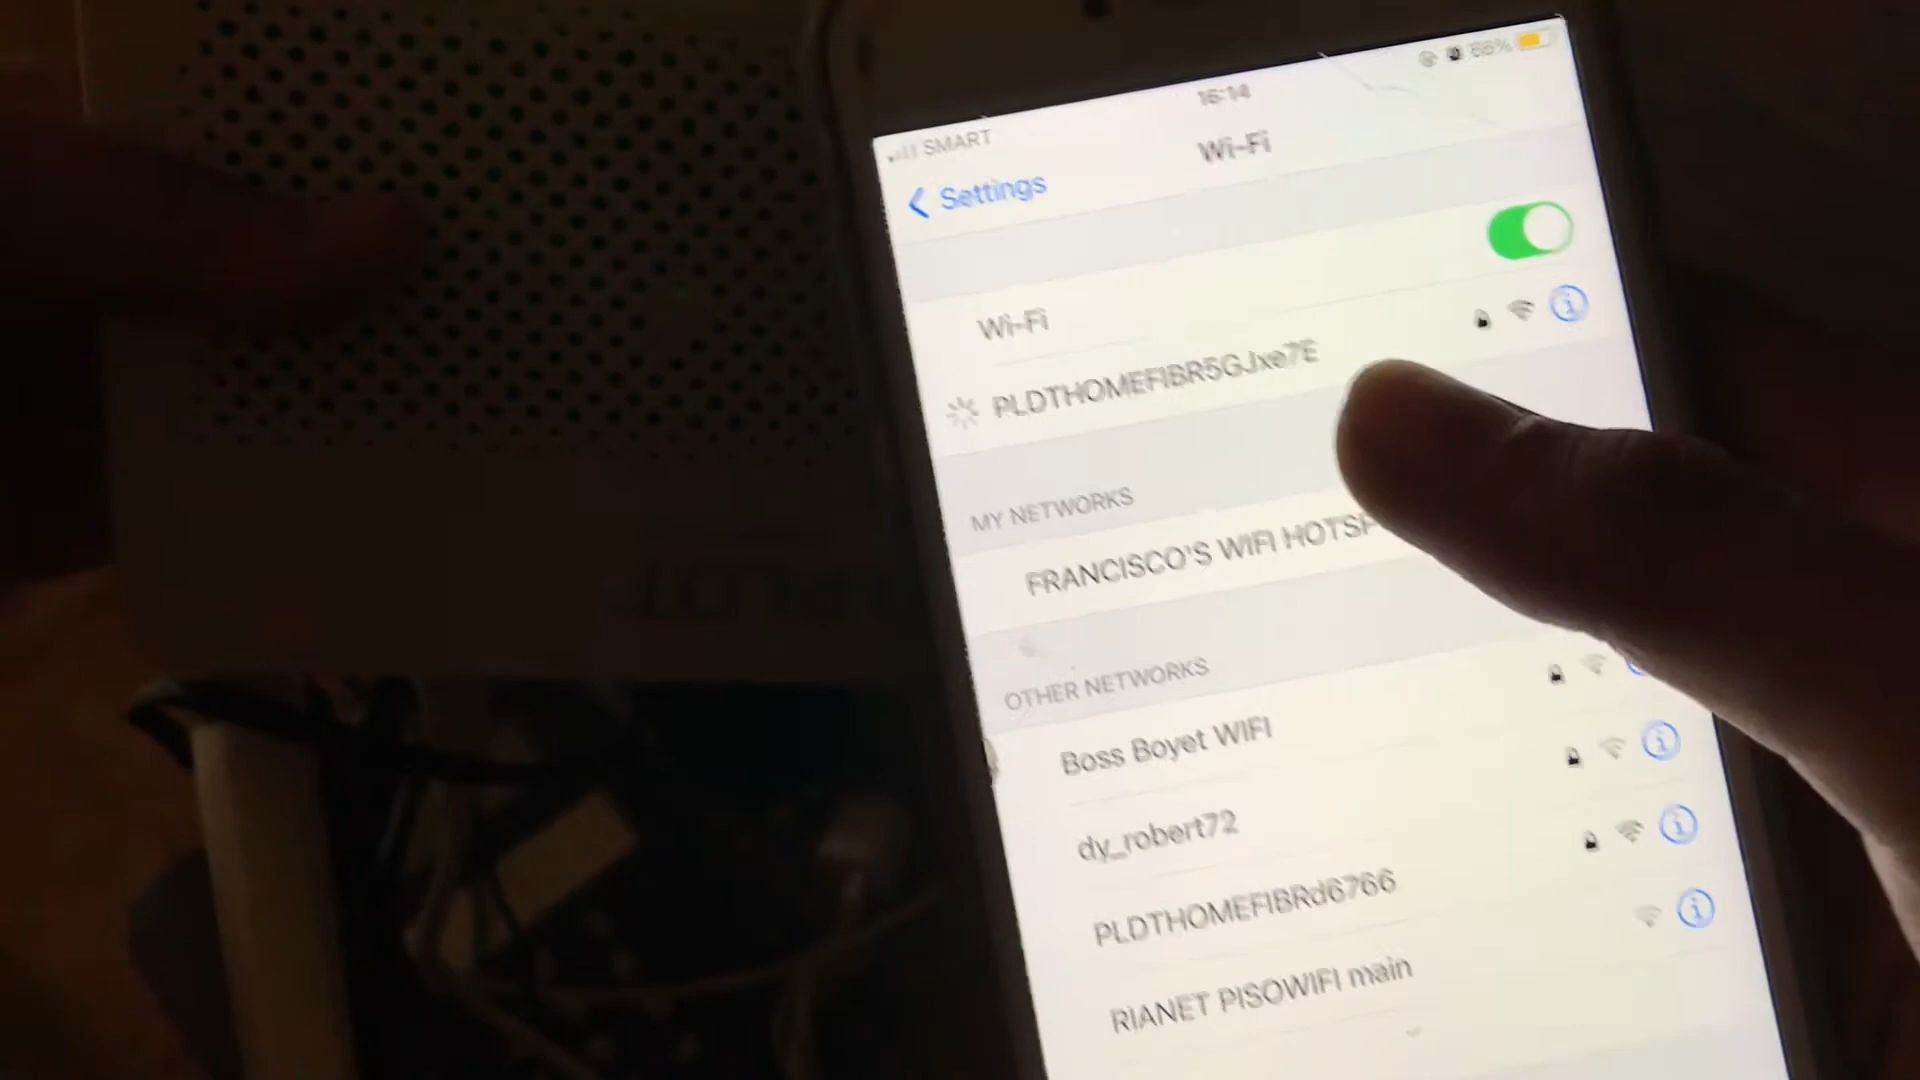 16:14
66%
SMART
Settings
Wi-Fi
Wi-Fi
PLDTHOMEFIBR5GJxe7E
MY NETWORKS
FRANCISCO'S WIFI HOTSP
OTHER NETWORKS
Boss Boyet WIFI
dy_robert72
PLDTHOMEFIBRd6766
RIANET PISOWIFI main